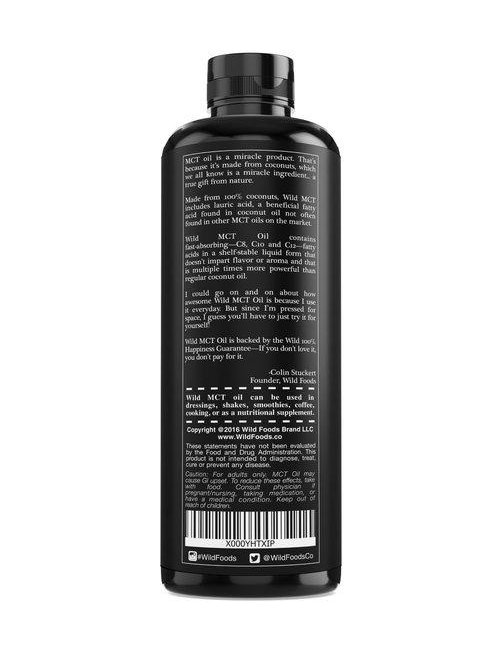 MCT oil is a miracle product. That's
because it's made from coconuts, which
we all know is a miracle ingredient.. a
true gift from nature.
Made from 100% coconuts, Wild MCT
includes lauric acid, a beneficial fatty
acid found in coconut oil not often
found in other MCT oils on the market.
Wild MCT Oil contains
fast-absorbing—C8, C10 and C12—fatty
acids in a shelf-stable liquid form that
doesn't impart flavor or aroma and that
is multiple times more powerful than
regular coconut oil.
I could go on and on about how
awesome Wild MCT Oil is because I use
it everyday. But since I'm pressed for
space, I guess you'll have to just try it for
yourself!
Wild MCT Oil is backed by the Wild 100%
Happiness Guarantee—If you don't love it,
you don't pay for it.
-Colin Stuckert
Founder, Wild Foods
Wild MCT oil can be used in
dressings, shakes, smoothies, coffee,
cooking, or as a nutritional supplement.
Copyright @2016 Wild Foods Brand LLC
www.WildFoods.co
These statements have not been evaluated
by the Food and Drug Administration. This
product is not intended to diagnose, treat,
cure or prevent any disease.
Caution: For adults only. MCT Oil may
cause GI upset. To reduce these effects, take
with food. Consult physician if
pregnant/nursing, taking medication, or
have a medical condition. Keep out of
reach of children.
X000YHTXIP
#WildFoods @WildFoodsCo